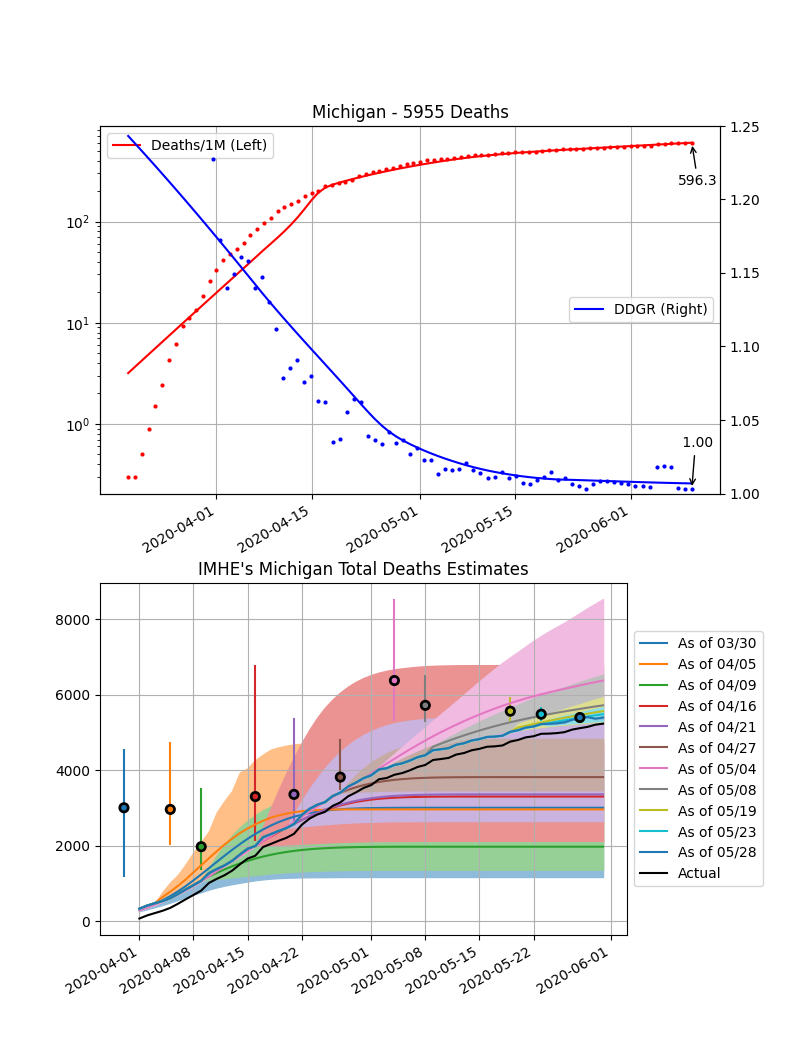 Michigan - 5955 Deaths
Deaths/1M (Left)
DDGR (Right)
596.3
1.00
10²
10¹
10⁰
1.25
1.20
1.15
1.10
1.05
1.00
2020-04-01
2020-04-15
2020-05-01
2020-05-15
2020-06-01
IMHE's Michigan Total Deaths Estimates
8000
6000
4000
2000
0
2020-04-01
2020-04-08
2020-04-15
2020-04-22
2020-05-01
2020-05-08
2020-05-15
2020-05-22
2020-06-01
As of 03/30
As of 04/05
As of 04/09
As of 04/16
As of 04/21
As of 04/27
As of 05/04
As of 05/08
As of 05/19
As of 05/23
As of 05/28
Actual